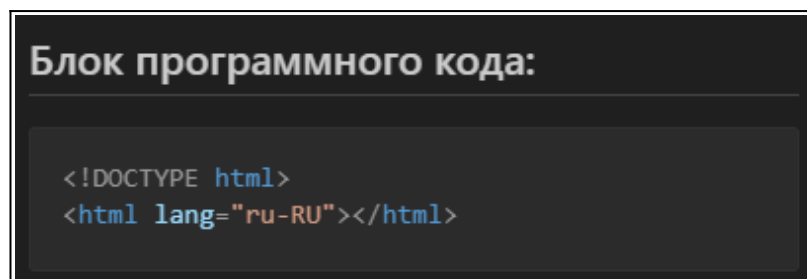 Блок программного кода:
<!DOCTYPE html>
<html lang="ru-RU"></html>